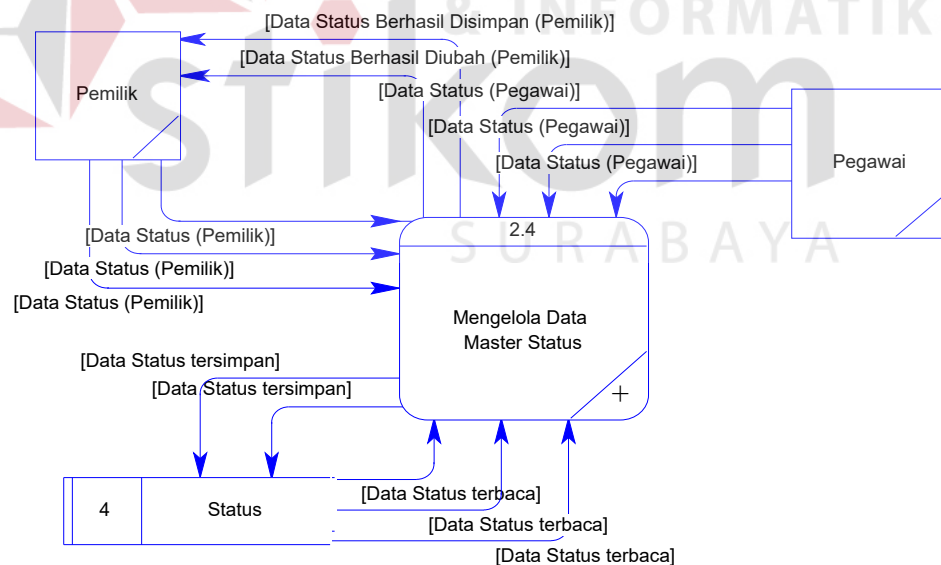 & INFORMATIK
[Data Status Berhasil Disimpan (Pemilik)]
[Data Status Berhasil Diubah (Pemilik)]
Pemilik
[Data Status (Pegawai)]
[Data Status (Pegawai)]
[Data Status (Pegawai)]
Pegawai
stikom
SURABAYA
2.4
[Data Status (Pemilik)]
[Data Status (Pemilik)]
[Data Status (Pemilik)]
Mengelola Data
Master Status
[Data Status tersimpan]
[Data Status tersimpan]
+
4
Status
[Data Status terbaca]
[Data Status terbaca]
[Data Status terbaca]